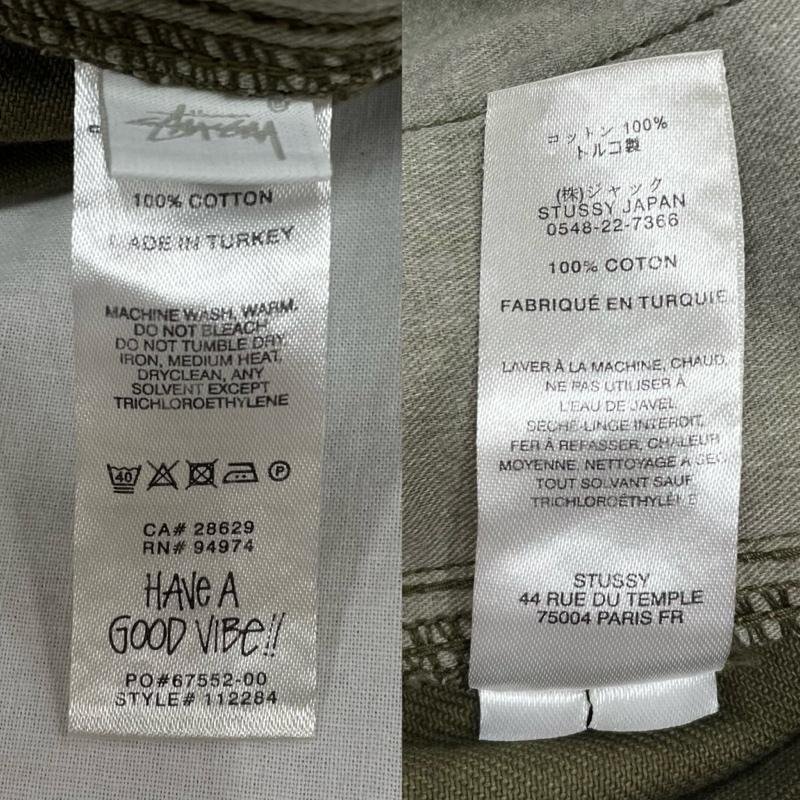 Stüssy
®
100% COTTON
MADE IN TURKEY
MACHINE WASH, WARM.
DO NOT BLEACH.
DO NOT TUMBLE DRY.
IRON, MEDIUM HEAT.
DRYCLEAN, ANY
SOLVENT EXCEPT
TRICHLOROETHYLENE
40 P
CA# 28629
RN# 94974
HAVE A
GOOD VIBE!!
PO#67552-00
STYLE# 112284
コットン 100%
トルコ製
(株)ジャック
STUSSY JAPAN
0548-22-7366
100% COTON
FABRIQUÉ EN TURQUIE
LAVER À LA MACHINE, CHAUD.
NE PAS UTILISER À
L'EAU DE JAVEL
SECHE-LINGE INTERDIT.
FER À REFASSER, CHALEUR
MOYENNE, NETTOYAGE A SEC,
TOUT SOLVANT SAUF
TRICHLOROÉTHYLÈNE
STUSSY
44 RUE DU TEMPLE
75004 PARIS FR